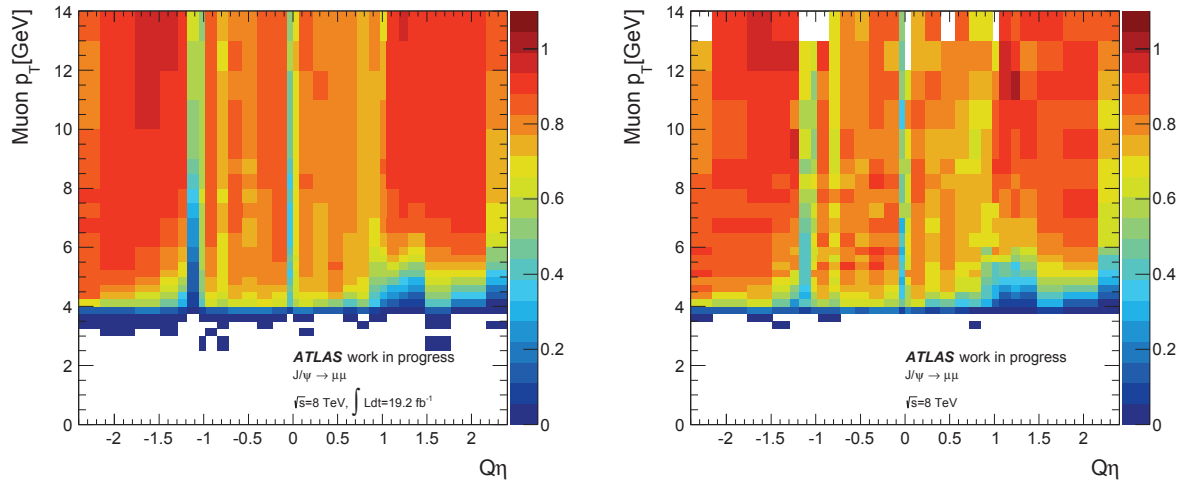 Muon p_T[GeV]
14
12
10
8
6
4
2
0
-2 -1.5 -1 -0.5 0 0.5 1 1.5 2
Qη
1
0.8
0.6
0.4
0.2
0
ATLAS work in progress
J/ψ → μμ
√s=8 TeV, ∫ Ldt=19.2 fb⁻¹
Muon p_T[GeV]
14
12
10
8
6
4
2
0
-2 -1.5 -1 -0.5 0 0.5 1 1.5 2
Qη
1
0.8
0.6
0.4
0.2
0
ATLAS work in progress
J/ψ → μμ
√s=8 TeV